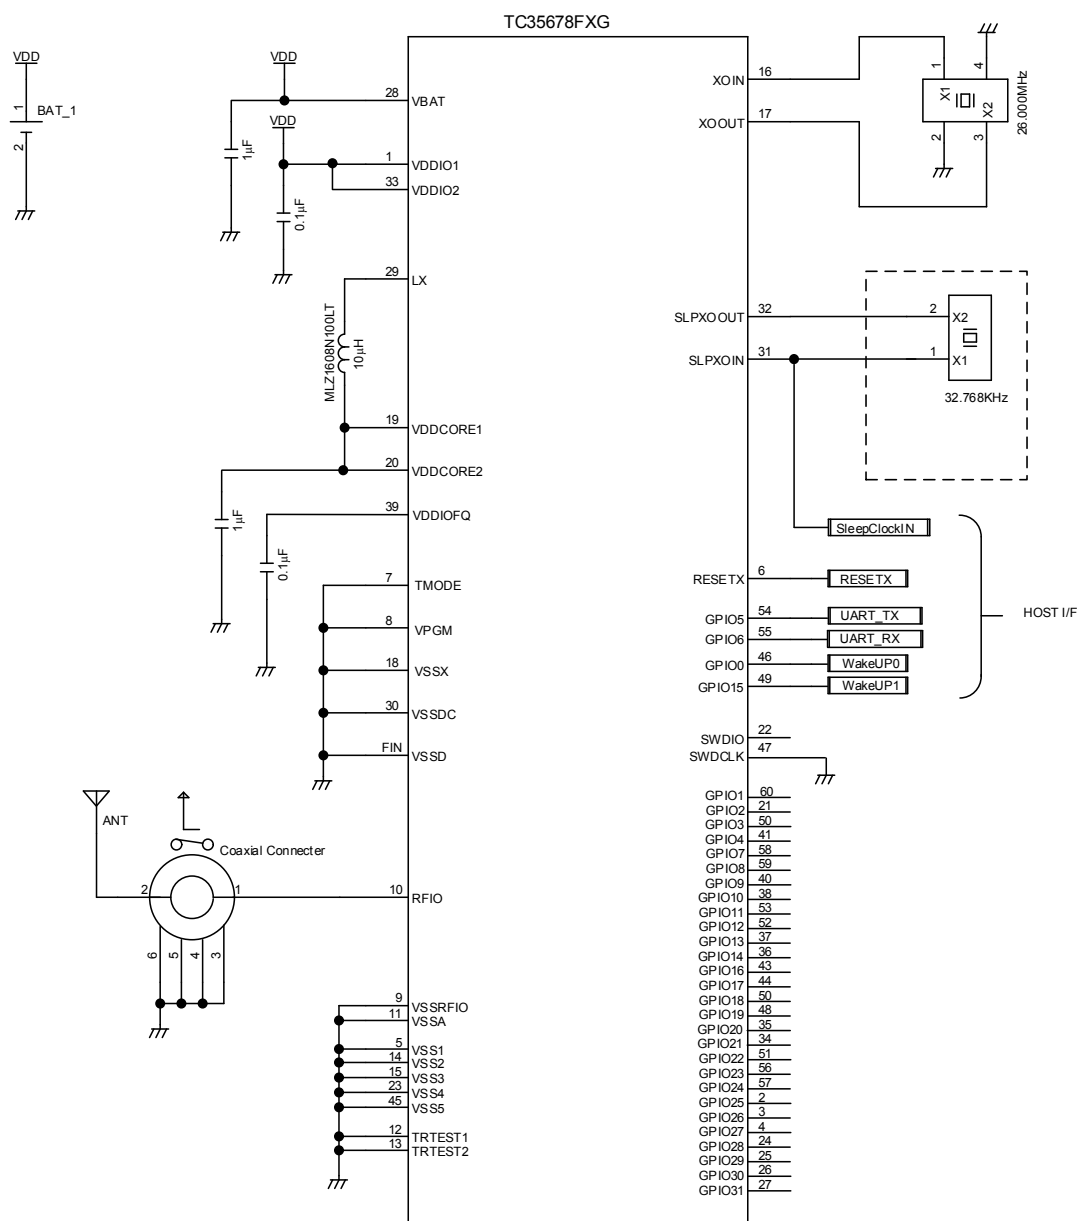 TC35678FXG
VDD
1
BAT_1
2
VDD
28
VBAT
1µF
VDD
1
VDDIO1
33
VDDIO2
0.1µF
29
LX
MLZ1608N100LT
10µH
19
VDDCORE1
20
VDDCORE2
1µF
39
VDDIOFQ
0.1µF
7
TMODE
8
VPGM
18
VSSX
30
VSSDC
FIN
VSSD
ANT
Coaxial Connecter
2
1
10
RFIO
6
5
4
3
9
VSSRFIO
11
VSSA
5
VSS1
14
VSS2
15
VSS3
23
VSS4
45
VSS5
12
TRTEST1
13
TRTEST2
XOIN
16
XOOUT
17
1
4
X1
X2
2
3
26.000MHz
SLPXOOUT
32
2
X2
SLPXOIN
31
1
X1
32.768KHz
SleepClockIN
RESETX
6
RESETX
GPIO5
54
UART_TX
GPIO6
55
UART_RX
GPIO0
46
WakeUP0
GPIO15
49
WakeUP1
HOST I/F
SWDIO
22
SWDCLK
47
GPIO1
60
GPIO2
21
GPIO3
50
GPIO4
41
GPIO7
58
GPIO8
59
GPIO9
40
GPIO10
38
GPIO11
53
GPIO12
52
GPIO13
37
GPIO14
36
GPIO16
43
GPIO17
44
GPIO18
50
GPIO19
48
GPIO20
35
GPIO21
34
GPIO22
51
GPIO23
56
GPIO24
57
GPIO25
2
GPIO26
3
GPIO27
4
GPIO28
24
GPIO29
25
GPIO30
26
GPIO31
27